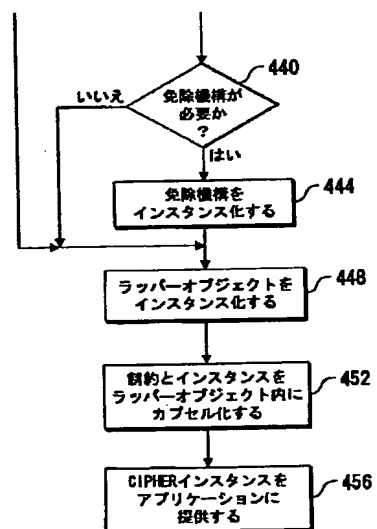 440
免除機構が
必要か
?
いいえ
はい
免除機構を
インスタンス化する
444
ラッパーオブジェクトを
インスタンス化する
448
制約とインスタンスを
ラッパーオブジェクト内に
カプセル化する
452
CIPHERインスタンスを
アプリケーションに
提供する
456